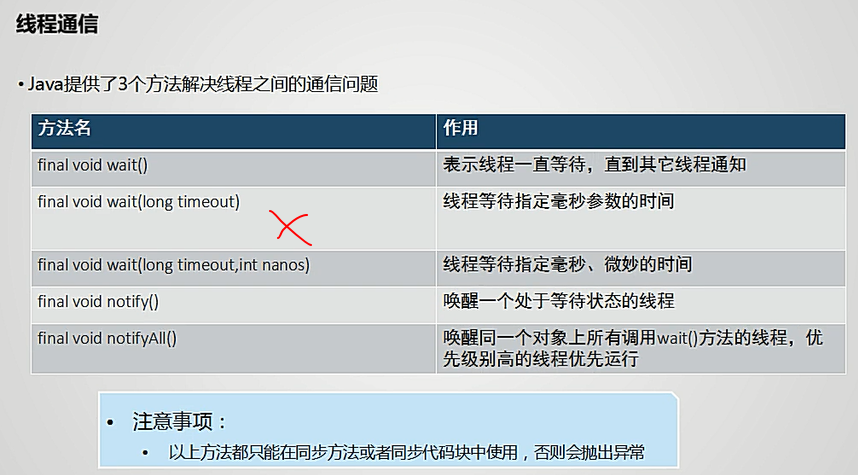 线程通信
• Java提供了3个方法解决线程之间的通信问题
方法名 作用
final void wait() 表示线程一直等待，直到其它线程通知
final void wait(long timeout) 线程等待指定毫秒参数的时间
final void wait(long timeout,int nanos) 线程等待指定毫秒、微妙的时间
final void notify() 唤醒一个处于等待状态的线程
final void notifyAll() 唤醒同一个对象上所有调用wait()方法的线程，优
先级别高的线程优先运行
• 注意事项：
• 以上方法都只能在同步方法或者同步代码块中使用，否则会抛出异常